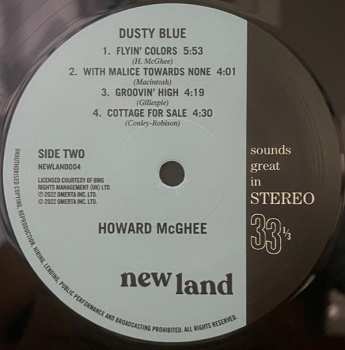 DUSTY BLUE
1. FLYIN' COLORS 5:53
(H. McGhee)
2. WITH MALICE TOWARDS NONE 4:01
(Macintosh)
3. GROOVIN' HIGH 4:19
(Gillespie)
4. COTTAGE FOR SALE 4:30
(Conley-Robison)
SIDE TWO
NEWLAND004
LICENSED COURTESY OF BMG
RIGHTS MANAGEMENT (UK) LTD
Ⓟ 2022 OMERTA INC. LTD.
© 2022 OMERTA INC. LTD.
HOWARD McGHEE
new land
sounds
great
in
STEREO
33 1/3
UNAUTHORISED COPYING, REPRODUCTION, HIRING, LENDING, PUBLIC PERFORMANCE AND BROADCASTING PROHIBITED. ALL RIGHTS RESERVED.